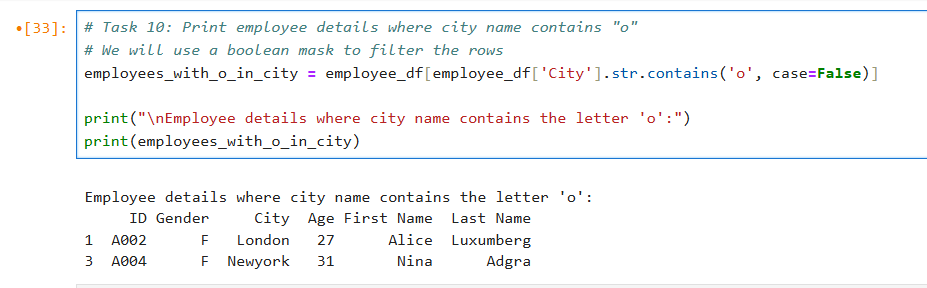 •[33]: # Task 10: Print employee details where city name contains "o"
# We will use a boolean mask to filter the rows
employees_with_o_in_city = employee_df[employee_df['City'].str.contains('o', case=False)]
print("\nEmployee details where city name contains the letter 'o':")
print(employees_with_o_in_city)
Employee details where city name contains the letter 'o':
ID Gender City Age First Name Last Name
1 A002 F London 27 Alice Luxumberg
3 A004 F Newyork 31 Nina Adgra